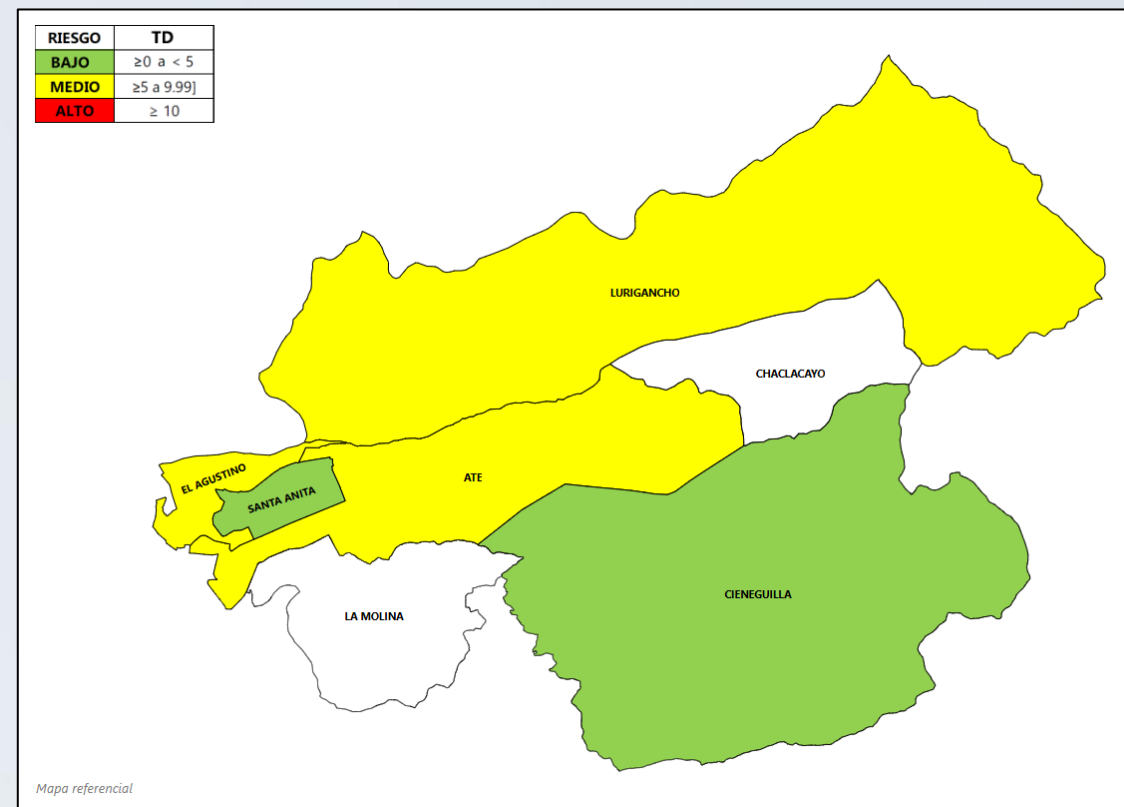 RIESGO TD
BAJO ≥0 a < 5
MEDIO ≥5 a 9.99]
ALTO ≥ 10
LURIGANCHO
CHACLACAYO
EL AGUSTINO
ATE
SANTA ANITA
CIENEGUILLA
LA MOLINA
Mapa referencial